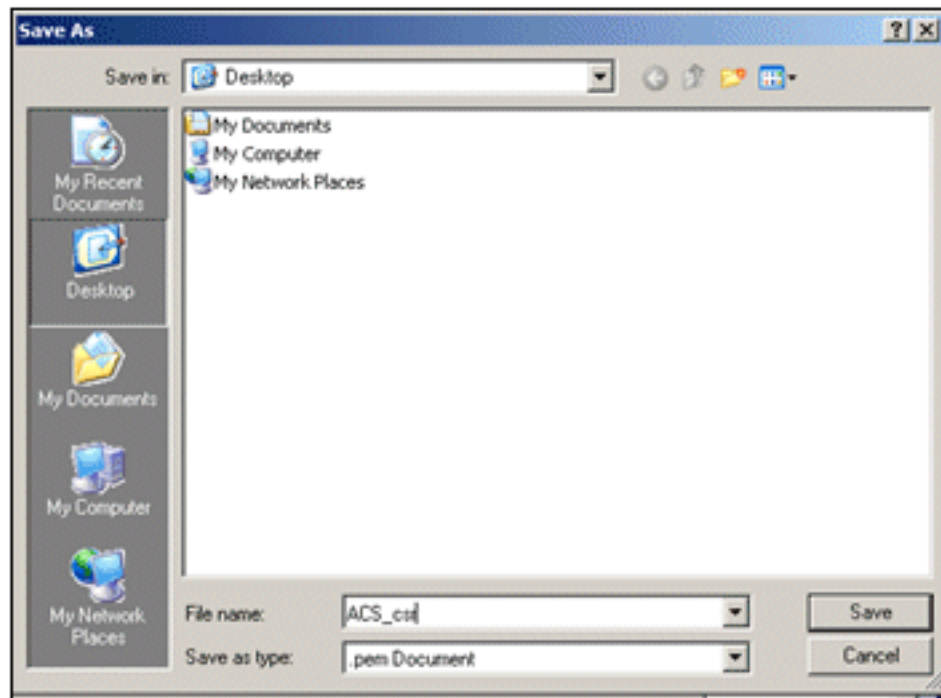 Save As
Save in: Desktop
My Documents
My Computer
My Network Places
My Recent
Documents
Desktop
My Documents
My Computer
My Network
Places
File name: ACS_csr
Save as type: .pem Document
Save
Cancel